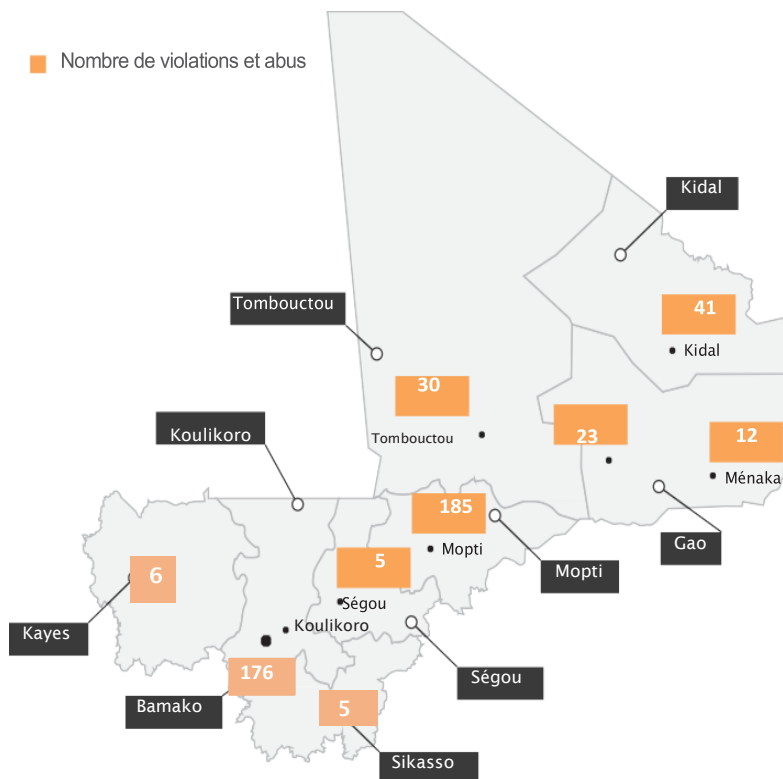 Nombre de violations et abus
Kidal
41
Kidal
Tombouctou
30
Tombouctou
23
12
Ménaka
Koulikoro
185
Mopti
Gao
Mopti
5
Ségou
6
Kayes
Koulikoro
176
Bamako
Ségou
5
Sikasso